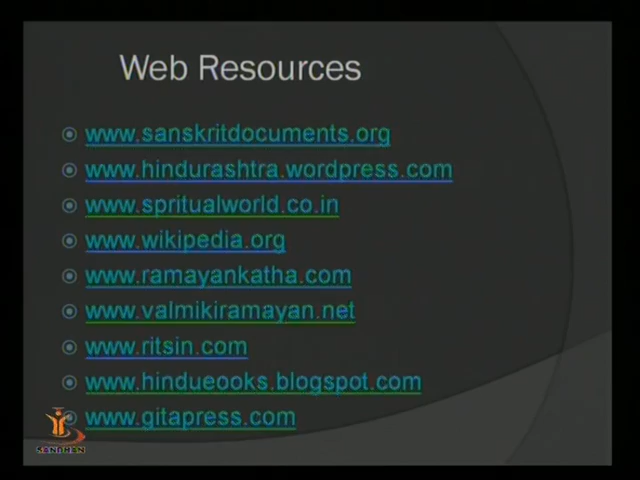 Web Resources
www.sanskritdocuments.org
www.hindurashtra.wordpress.com
www.spritualworld.co.in
www.wikipedia.org
www.ramayankatha.com
www.valmikiramayan.net
www.ritsin.com
www.hindueooks.blogspot.com
www.gitapress.com
SANDHAN